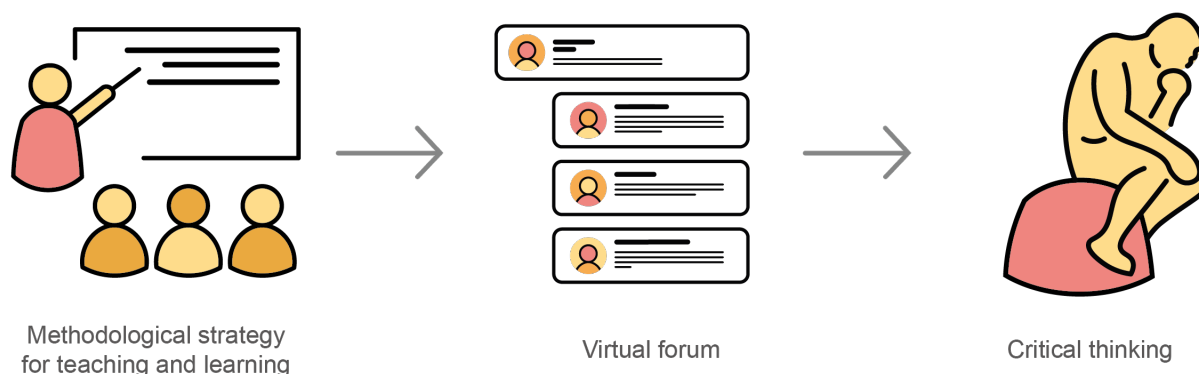 Methodological strategy
for teaching and learning
Virtual forum
Critical thinking